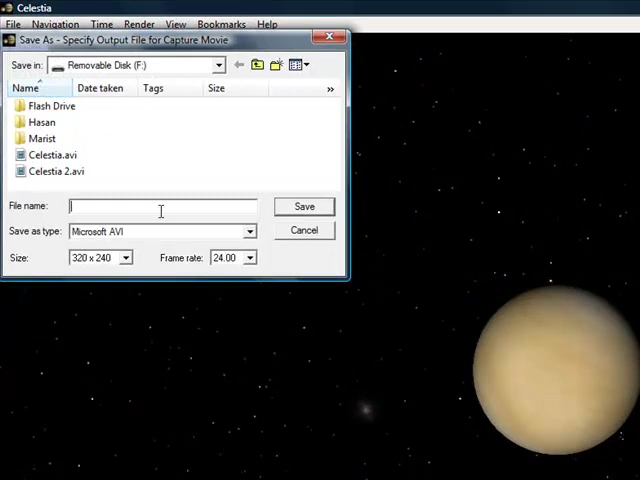 Celestia
File Navigation Time Render View Bookmarks Help
Save As - Specify Output File for Capture Movie
Save in: Removable Disk (F:)
Name Date taken Tags Size »
Flash Drive
Hasan
Marist
Celestia.avi
Celestia 2.avi
File name: Save
Save as type: Microsoft AVI Cancel
Size: 320 x 240 Frame rate: 24.00